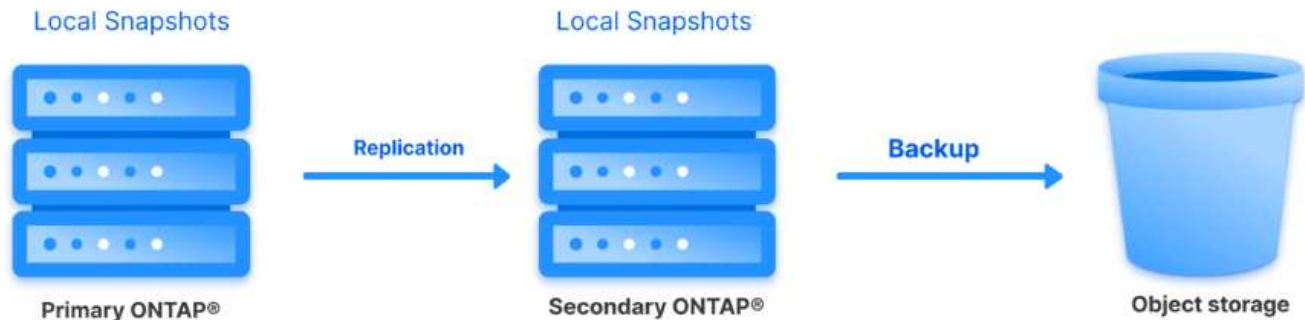 Local Snapshots
Local Snapshots
Replication
Backup
Primary ONTAP®
Secondary ONTAP®
Object storage